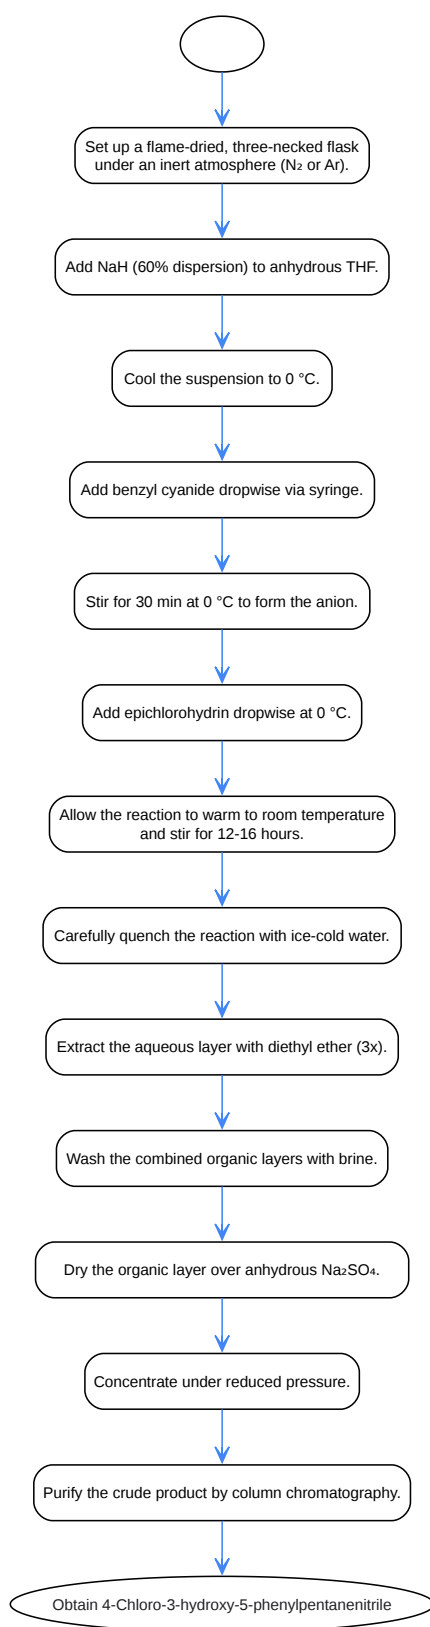 Set up a flame-dried, three-necked flask
under an inert atmosphere (N₂ or Ar).
Add NaH (60% dispersion) to anhydrous THF.
Cool the suspension to 0 °C.
Add benzyl cyanide dropwise via syringe.
Stir for 30 min at 0 °C to form the anion.
Add epichlorohydrin dropwise at 0 °C.
Allow the reaction to warm to room temperature
and stir for 12-16 hours.
Carefully quench the reaction with ice-cold water.
Extract the aqueous layer with diethyl ether (3x).
Wash the combined organic layers with brine.
Dry the organic layer over anhydrous Na₂SO₄.
Concentrate under reduced pressure.
Purify the crude product by column chromatography.
Obtain 4-Chloro-3-hydroxy-5-phenylpentanenitrile